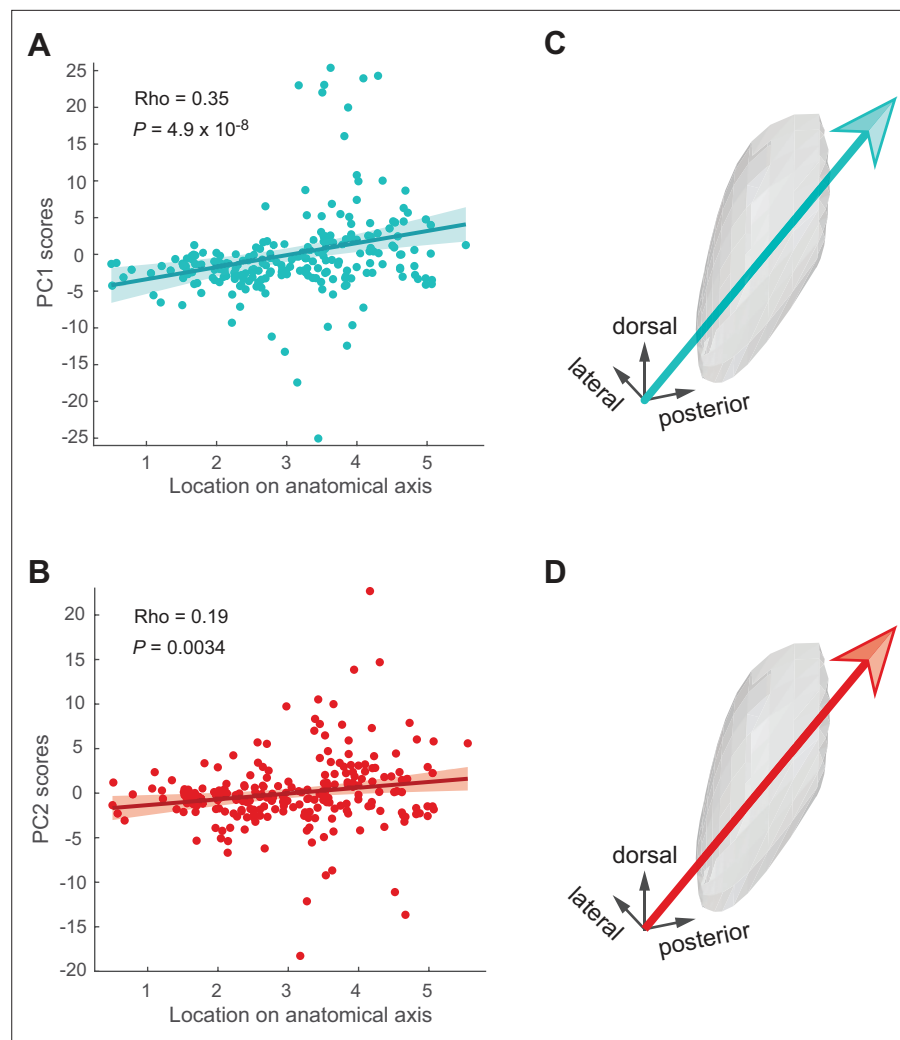 A
Rho = 0.35
P = 4.9 x 10-8
PC1 scores
25
20
15
10
5
0
-5
-10
-15
-20
-25
1 2 3 4 5
Location on anatomical axis
C
dorsal
lateral
posterior
B
Rho = 0.19
P = 0.0034
PC2 scores
20
15
10
5
0
-5
-10
-15
-20
1 2 3 4 5
Location on anatomical axis
D
dorsal
lateral
posterior